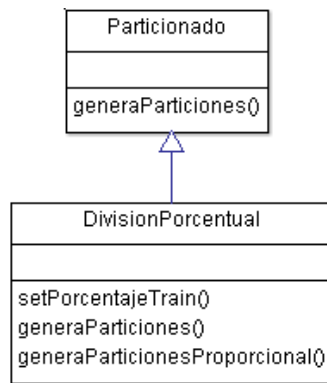 Particionado
generaParticiones()
DivisionPorcentual
setPorcentajeTrain()
generaParticiones()
generaParticionesProporcional()